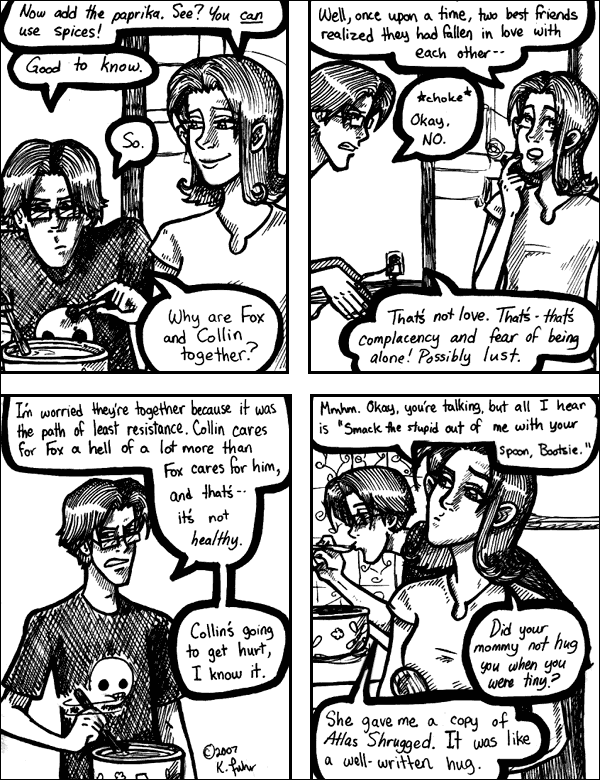 Now add the paprika. See? You can
use spices!
Good to know.
So.
Why are Fox
and Collin
together?
Well, once upon a time, two best friends
realized they had fallen in love with
each other--
*choke*
Okay,
NO.
That's not love. That's - that's
complacency and fear of being
alone! Possibly lust.
I'm worried they're together because it was
the path of least resistance. Collin cares
for Fox a hell of a lot more than
Fox cares for him,
and that's--
it's not
healthy.
Collin's going
to get hurt,
I know it.
©2007
K. fuhr
Mmhm. Okay, you're talking, but all I hear
is "Smack the stupid out of me with your
spoon, Bootsie."
Did your
mommy not hug
you when you
were tiny?
She gave me a copy of
Atlas Shrugged. It was like
a well-written hug.